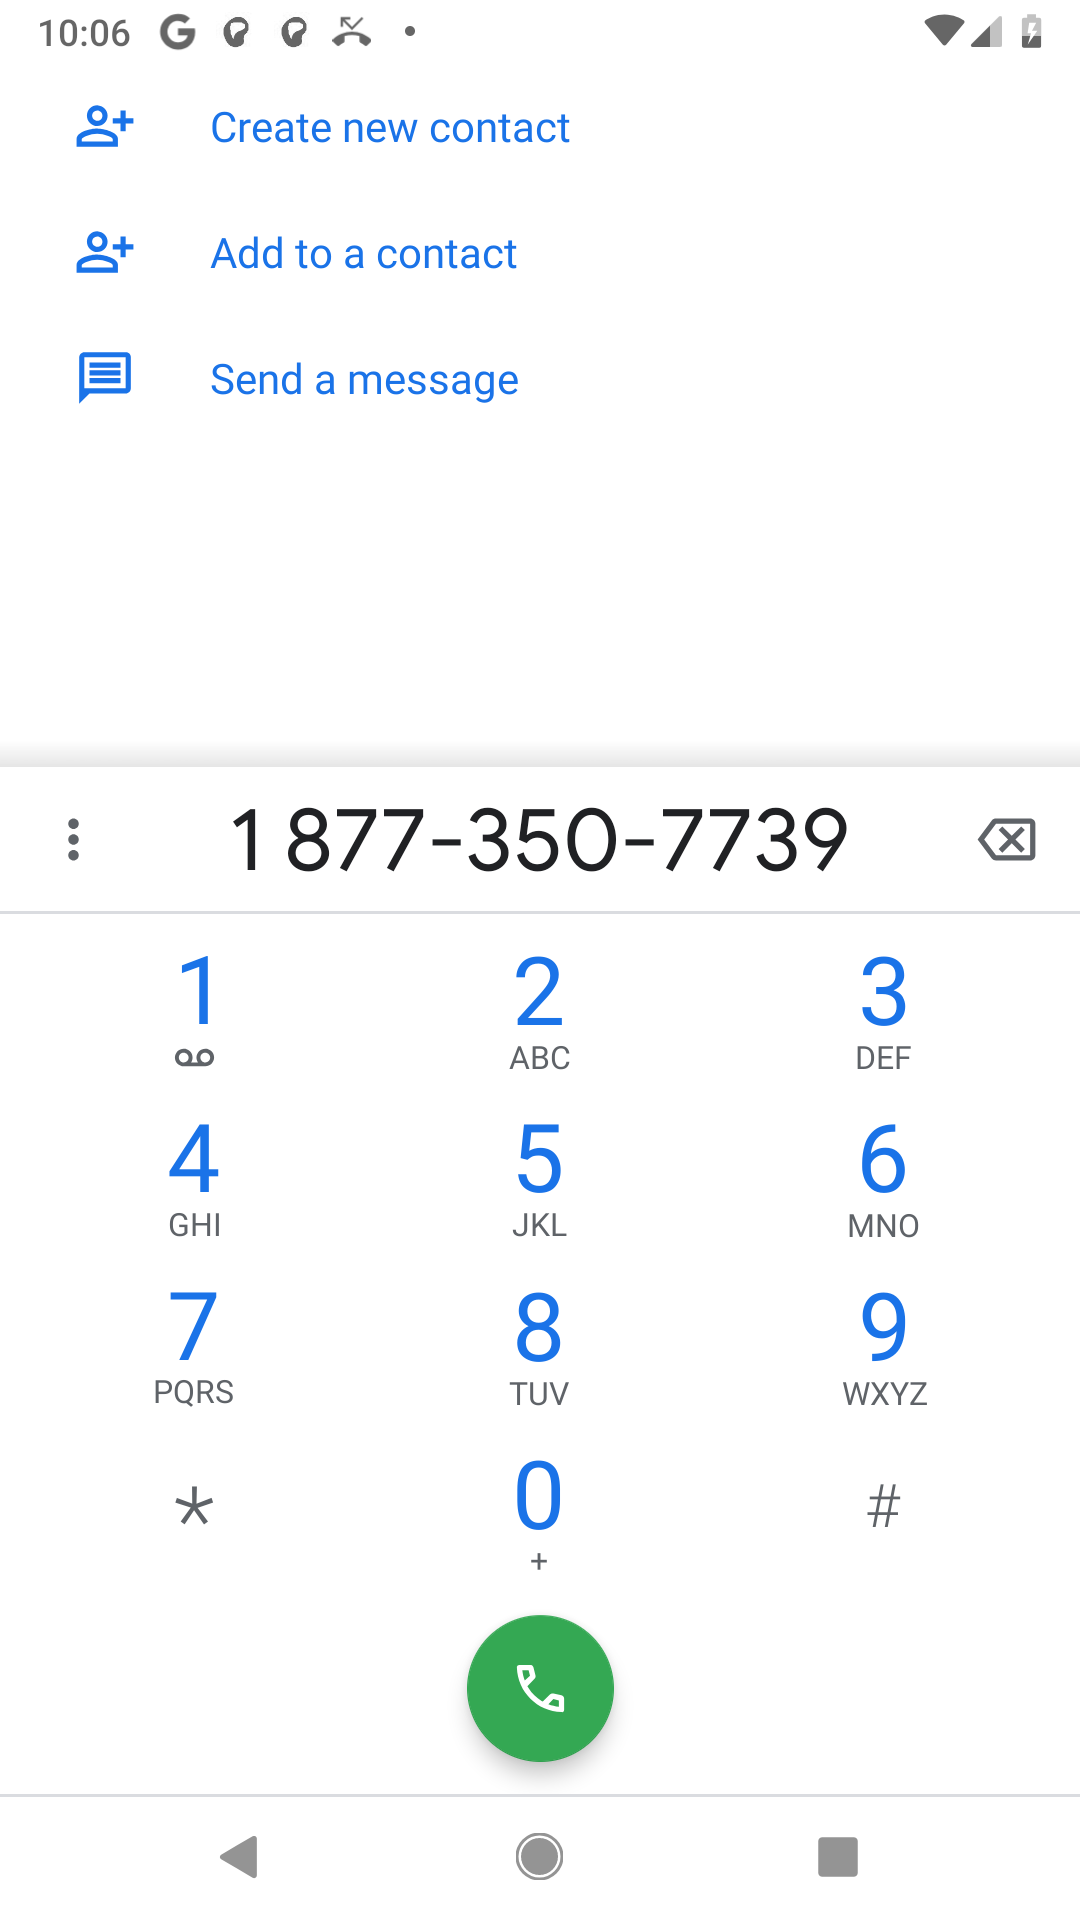 10:06
Create new contact
Add to a contact
Send a message
1 877-350-7739
1 2 3
ABC DEF
4 5 6
GHI JKL MNO
7 8 9
PQRS TUV WXYZ
* 0 #
+